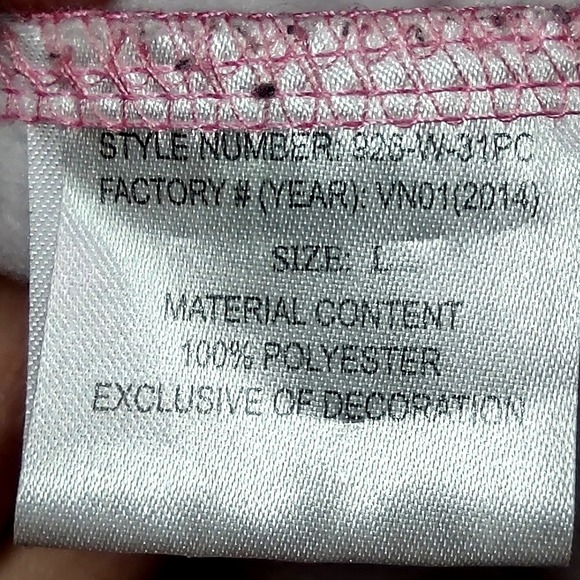 STYLE NUMBER: 926-W-31PC
FACTORY # (YEAR): VN01(2014)
SIZE: L
MATERIAL CONTENT
100% POLYESTER
EXCLUSIVE OF DECORATION